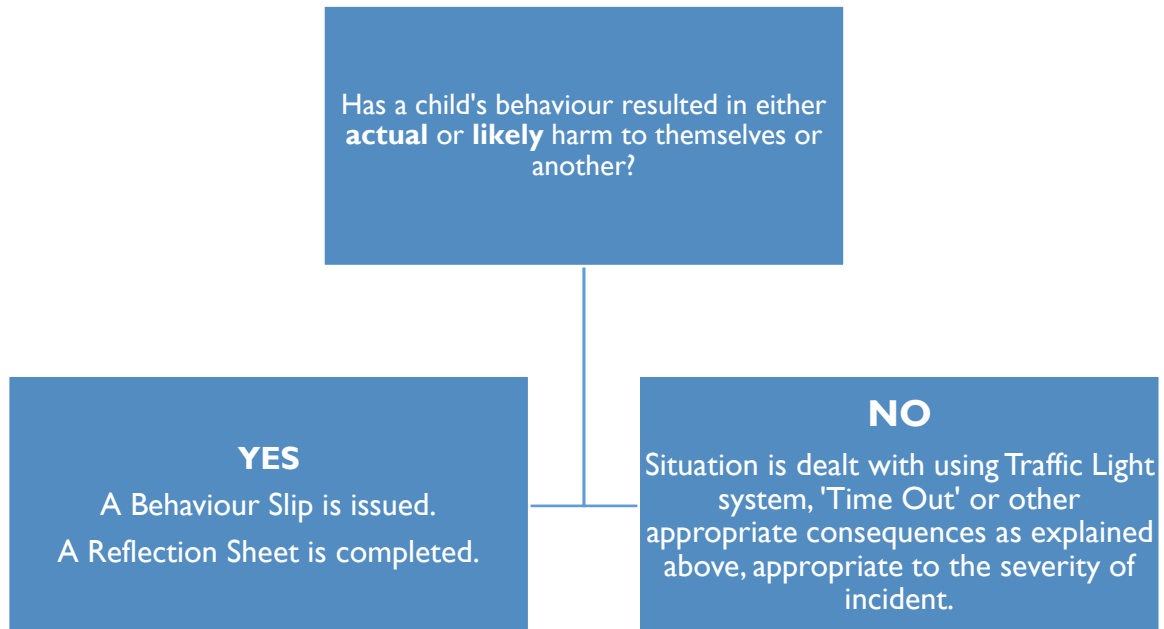 Has a child's behaviour resulted in either
actual or likely harm to themselves or
another?
YES
A Behaviour Slip is issued.
A Reflection Sheet is completed.
NO
Situation is dealt with using Traffic Light
system, 'Time Out' or other
appropriate consequences as explained
above, appropriate to the severity of
incident.